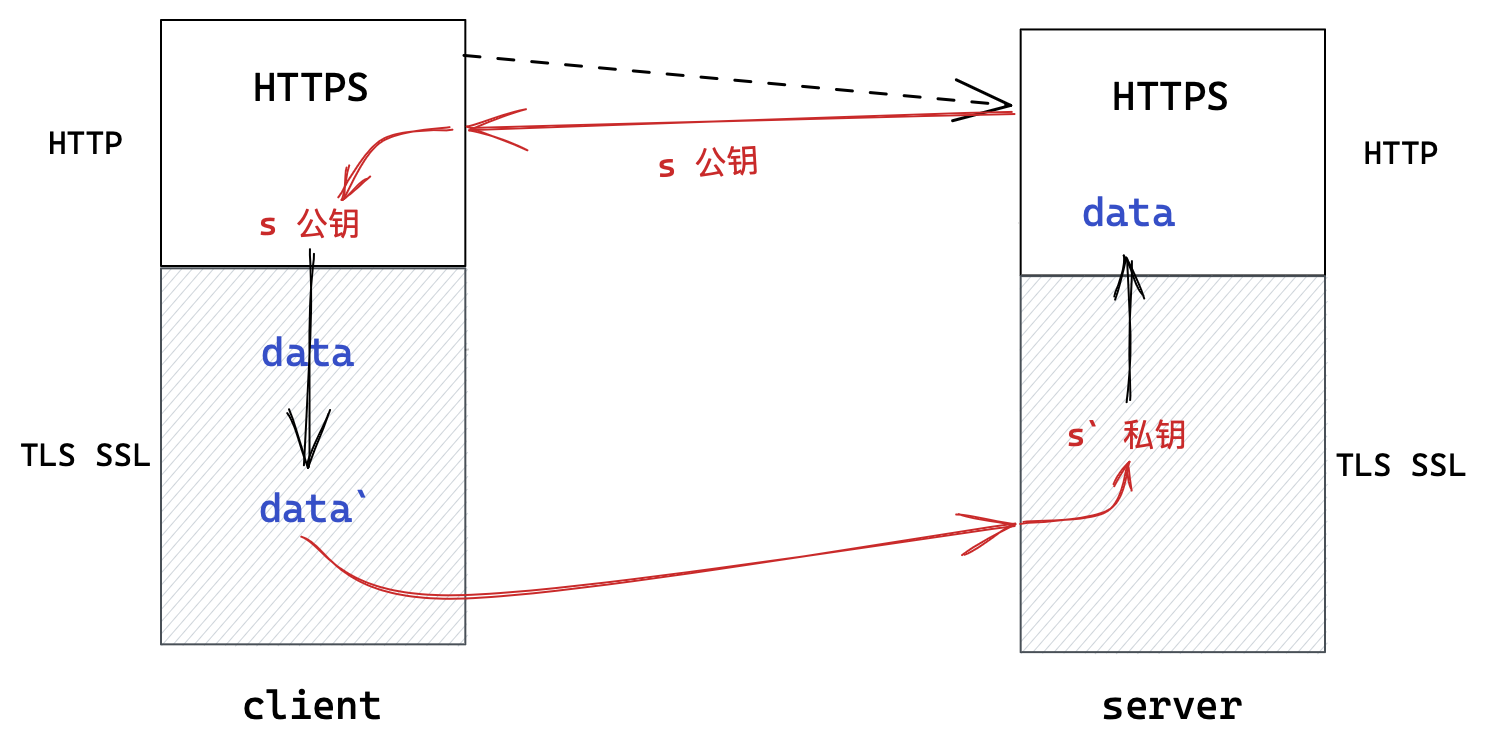 HTTPS
HTTPS
HTTP
HTTP
s 公钥
data
s 公钥
data
s` 私钥
TLS SSL
TLS SSL
data`
client
server